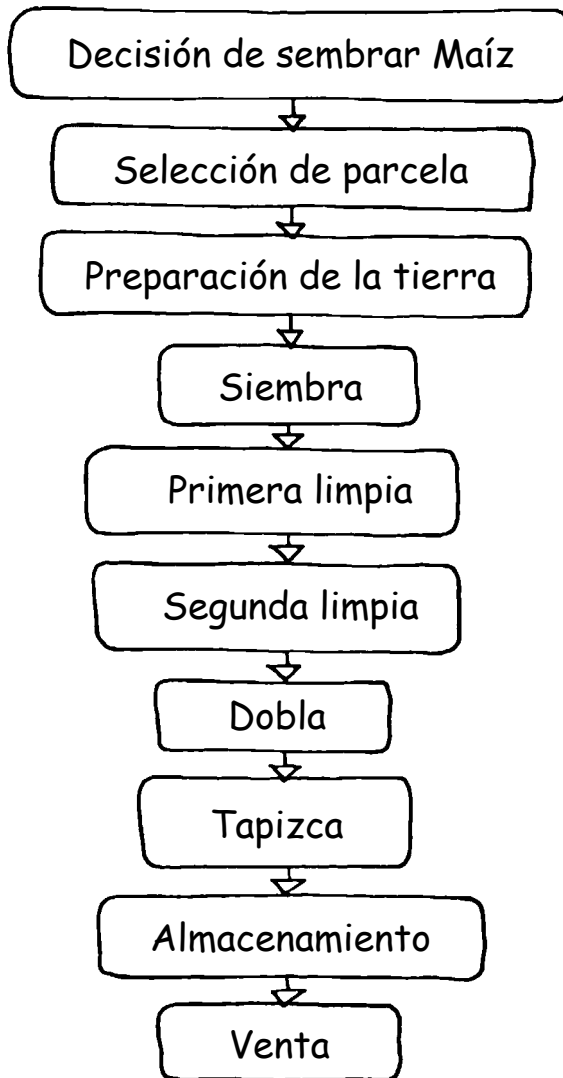 Decisión de sembrar Maíz
Selección de parcela
Preparación de la tierra
Siembra
Primera limpia
Segunda limpia
Dobla
Tapizca
Almacenamiento
Venta